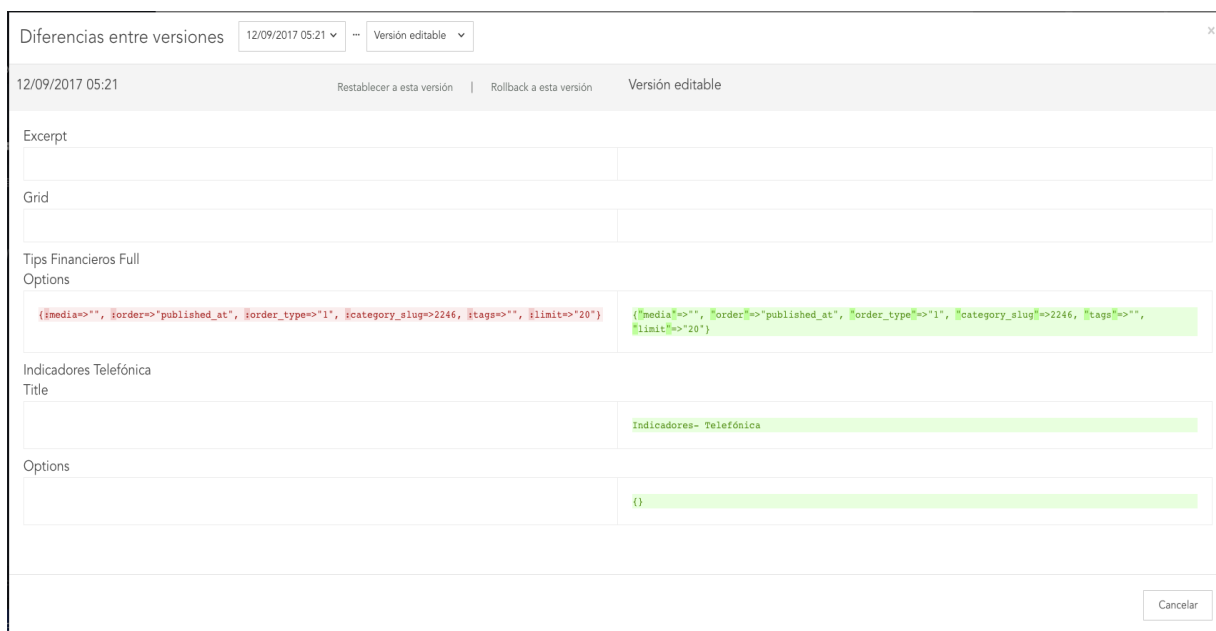 Diferencias entre versiones 12/09/2017 05:21 ... Versión editable ×
12/09/2017 05:21 Restablecer a esta versión | Rollback a esta versión Versión editable
Excerpt
Grid
Tips Financieros Full
Options
{:media=>"", :order=>"published_at", :order_type=>"1", :category_slug=>2246, :tags=>"", :limit=>"20"}
{"media"=>"", "order"=>"published_at", "order_type"=>"1", "category_slug"=>2246, "tags"=>"",
"limit"=>"20"}
Indicadores Telefónica
Title
Indicadores- Telefónica
Options
{}
Cancelar